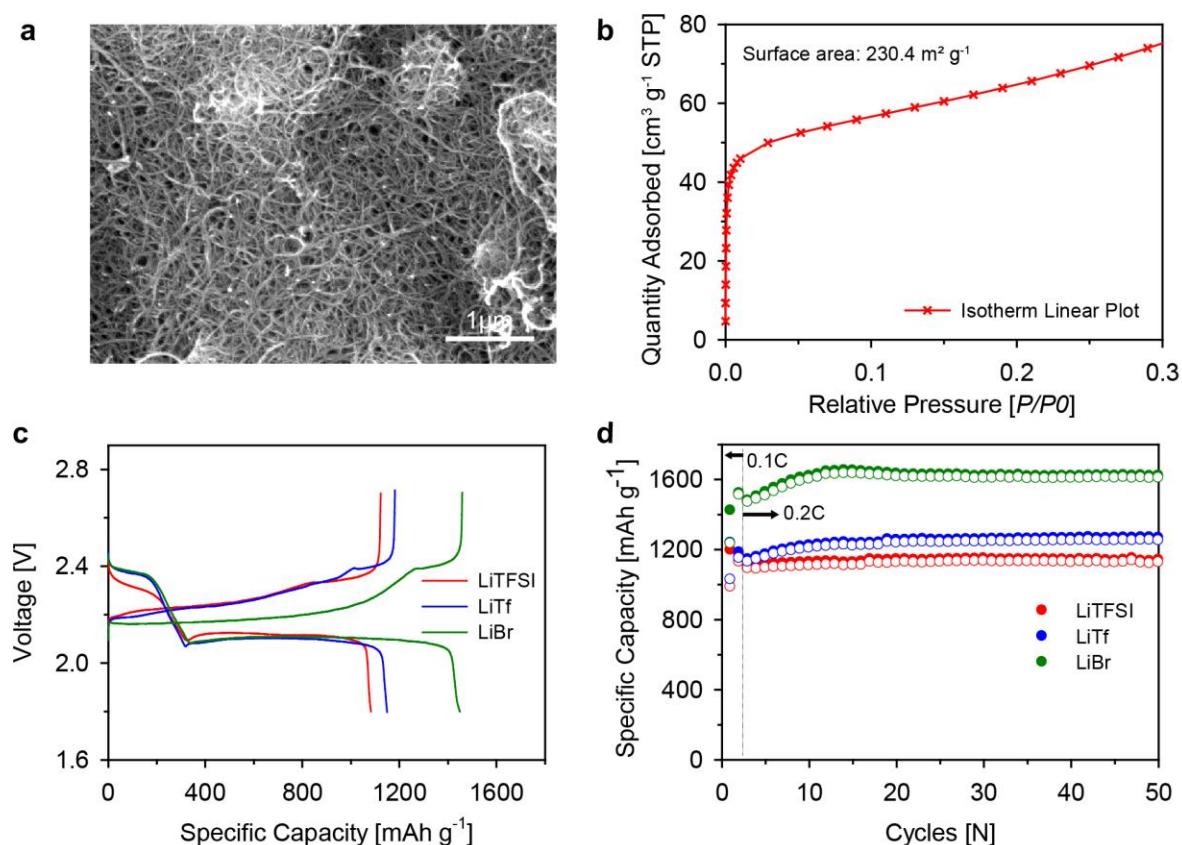 a
1μm
b
Surface area: 230.4 m² g⁻¹
80
60
40
20
0
0.0 0.1 0.2 0.3
Quantity Adsorbed [cm³ g⁻¹ STP]
Relative Pressure [P/P0]
Isotherm Linear Plot
c
2.8
2.4
2.0
1.6
0 400 800 1200 1600
Voltage [V]
Specific Capacity [mAh g⁻¹]
LiTFSI
LiTf
LiBr
d
0.1C
0.2C
1600
1200
800
400
0
0 10 20 30 40 50
Specific Capacity [mAh g⁻¹]
Cycles [N]
LiTFSI
LiTf
LiBr